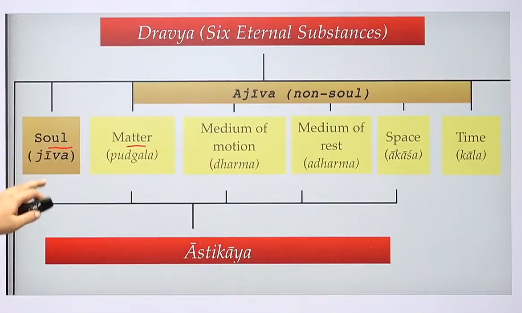 Dravya (Six Eternal Substances)
Ajīva (non-soul)
Soul
(jīva)
Matter
(pudgala)
Medium of
motion
(dharma)
Medium of
rest
(adharma)
Space
(ākāśa)
Time
(kāla)
Āstikāya